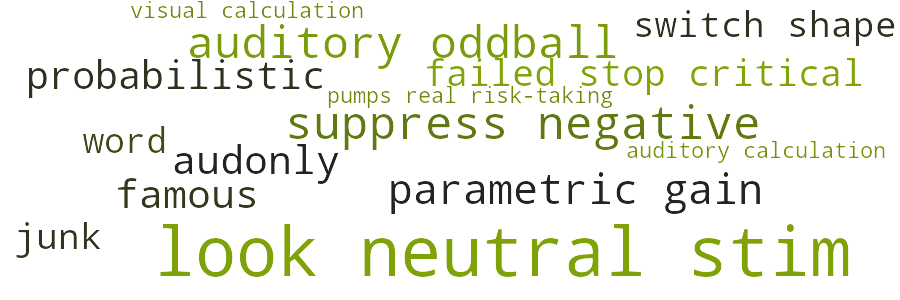 visual calculation
switch shape
auditory oddball
probabilistic
failed stop critical
pumps real risk-taking
suppress negative
word
audonly
auditory calculation
famous
parametric gain
junk
look neutral stim